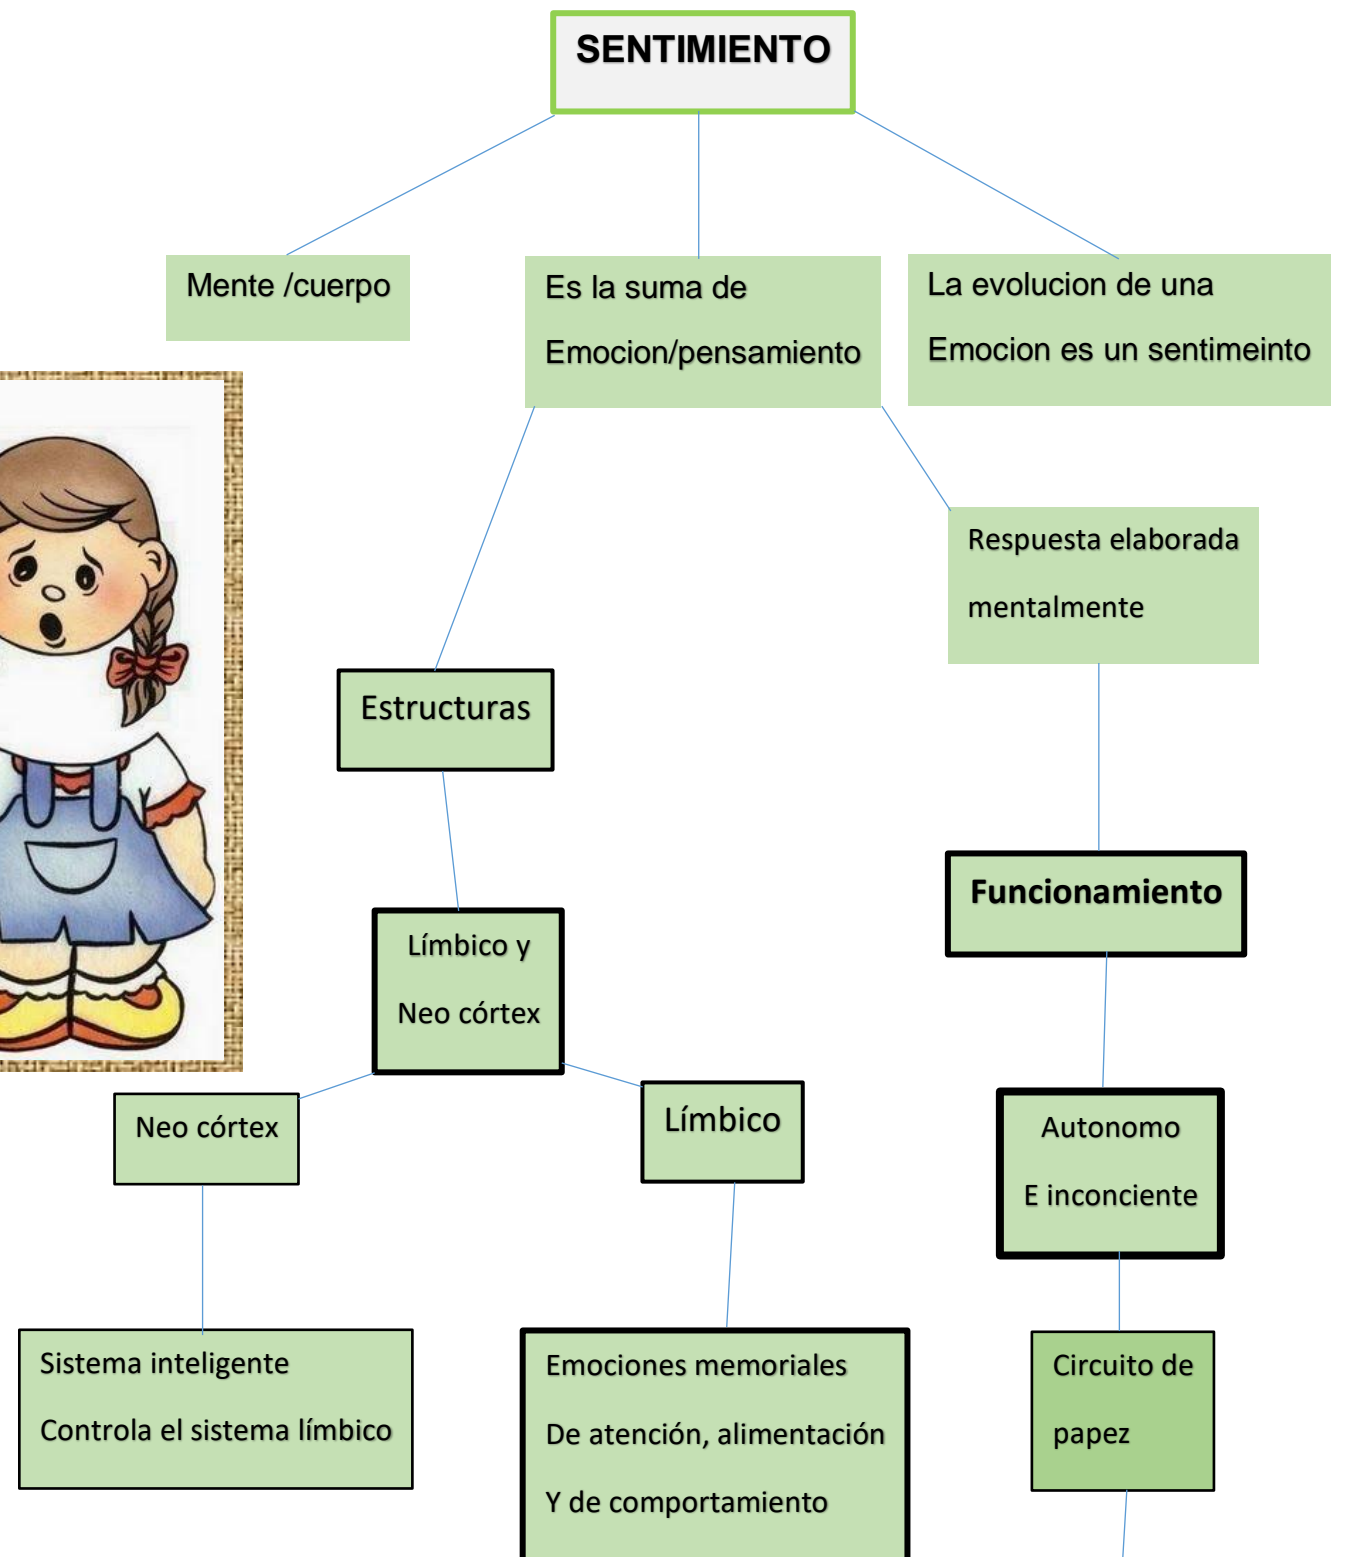 SENTIMIENTO
Mente /cuerpo
Es la suma de
Emocion/pensamiento
La evolucion de una
Emocion es un sentimeinto
Respuesta elaborada
mentalmente
Estructuras
Funcionamiento
Límbico y
Neo córtex
Neo córtex
Límbico
Autonomo
E inconciente
Sistema inteligente
Controla el sistema límbico
Emociones memoriales
De atención, alimentación
Y de comportamiento
Circuito de
papez